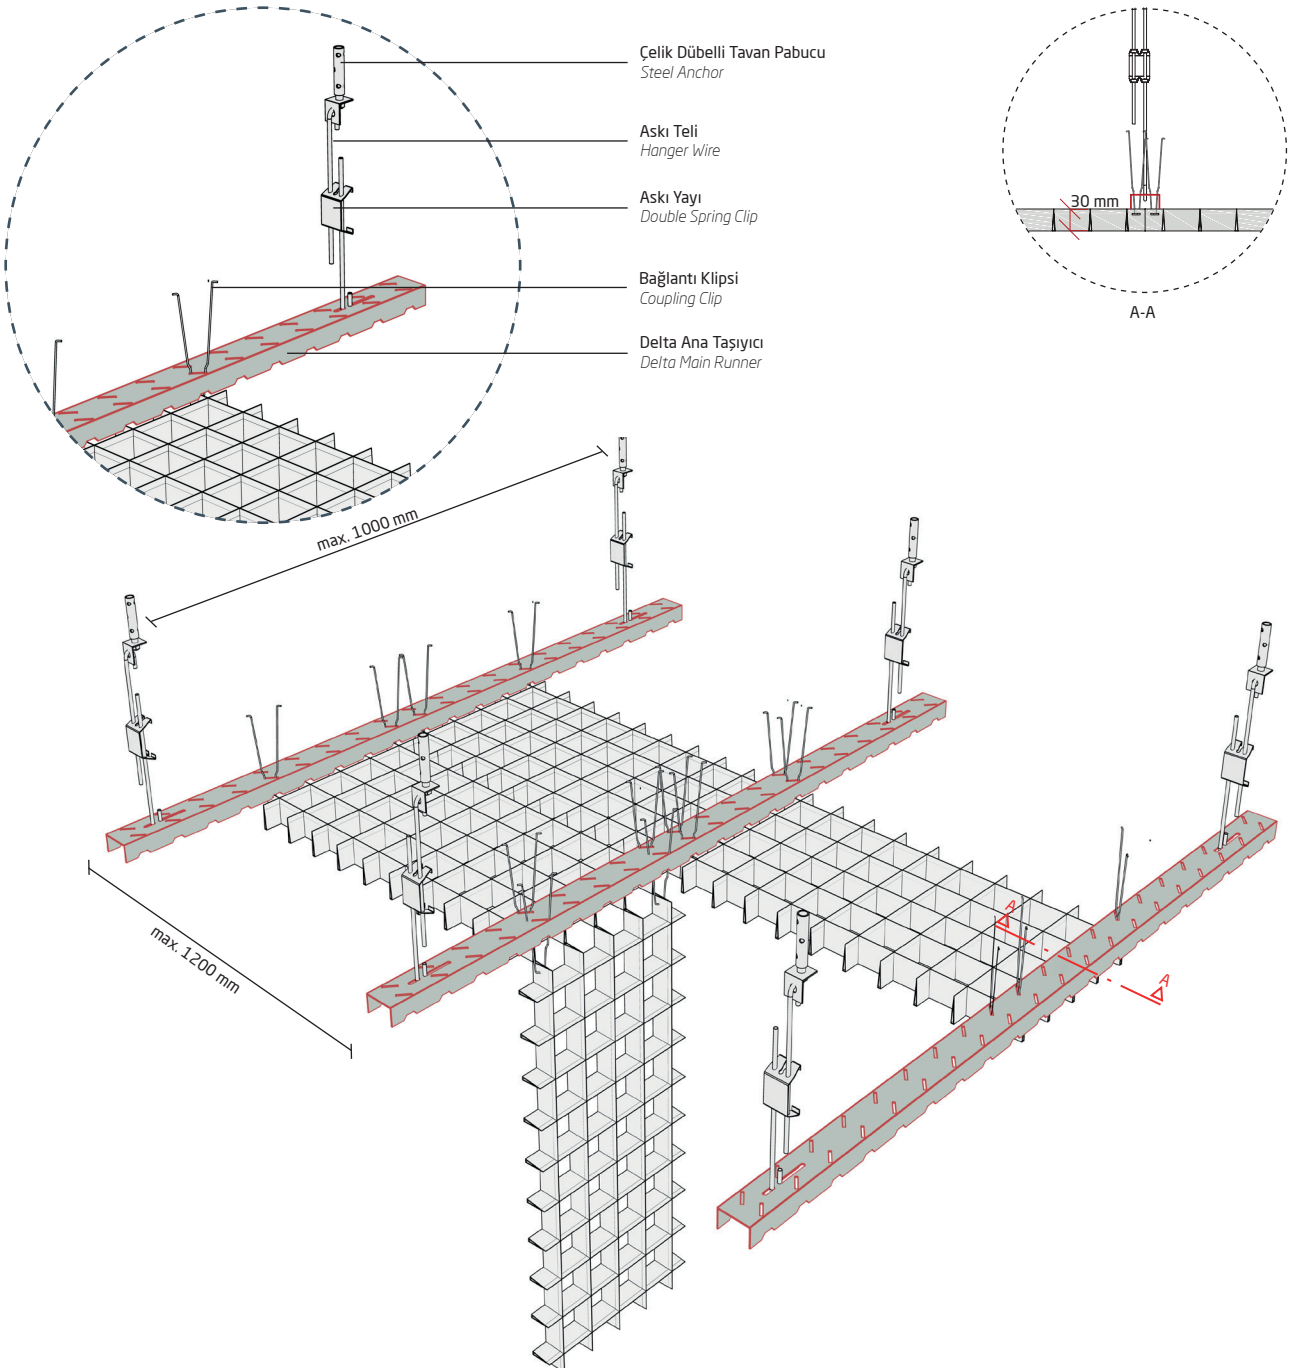 Çelik Dübelli Tavan Pabucu
Steel Anchor
Askı Teli
Hanger Wire
Askı Yayı
Double Spring Clip
Bağlantı Klipsi
Coupling Clip
Delta Ana Taşıyıcı
Delta Main Runner
30 mm
A-A
max. 1000 mm
max. 1200 mm
A
A